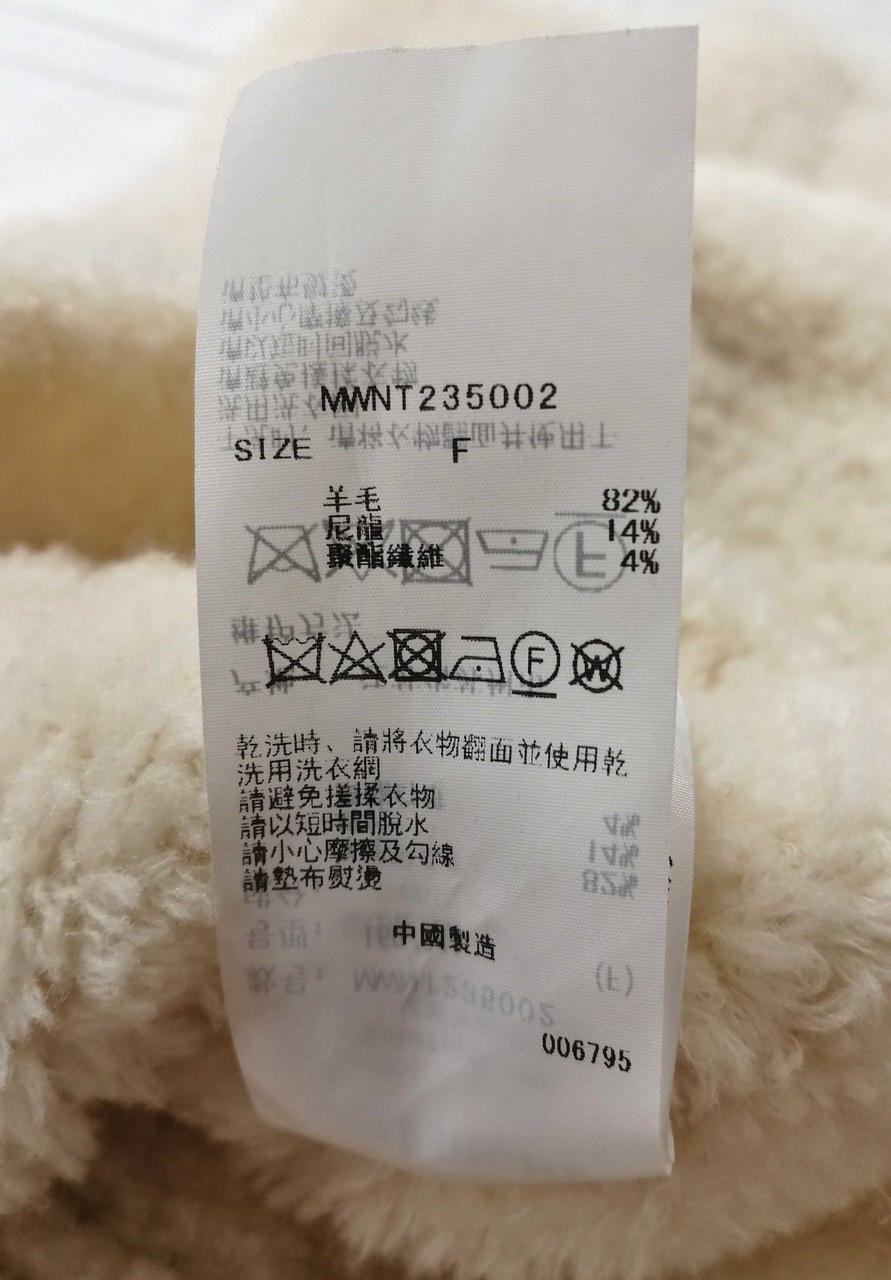 MWNT235002
SIZE F
羊毛 82%
尼龍 14%
聚酯纖維 4%
F W
乾洗時、請將衣物翻面並使用乾
洗用洗衣網
請避免搓揉衣物
請以短時間脫水
請小心摩擦及勾線
請墊布熨燙
中國製造
006795